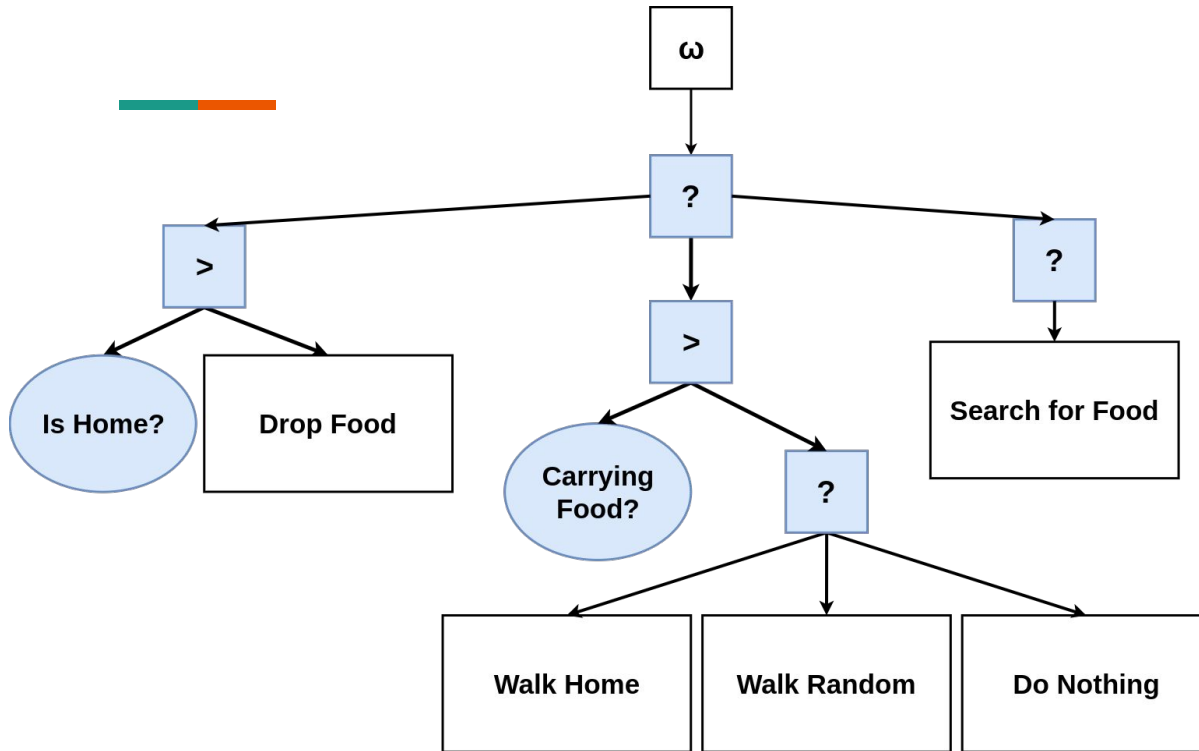 ω
?
>
?
>
Is Home?
Drop Food
Search for Food
Carrying
Food?
?
Walk Home
Walk Random
Do Nothing